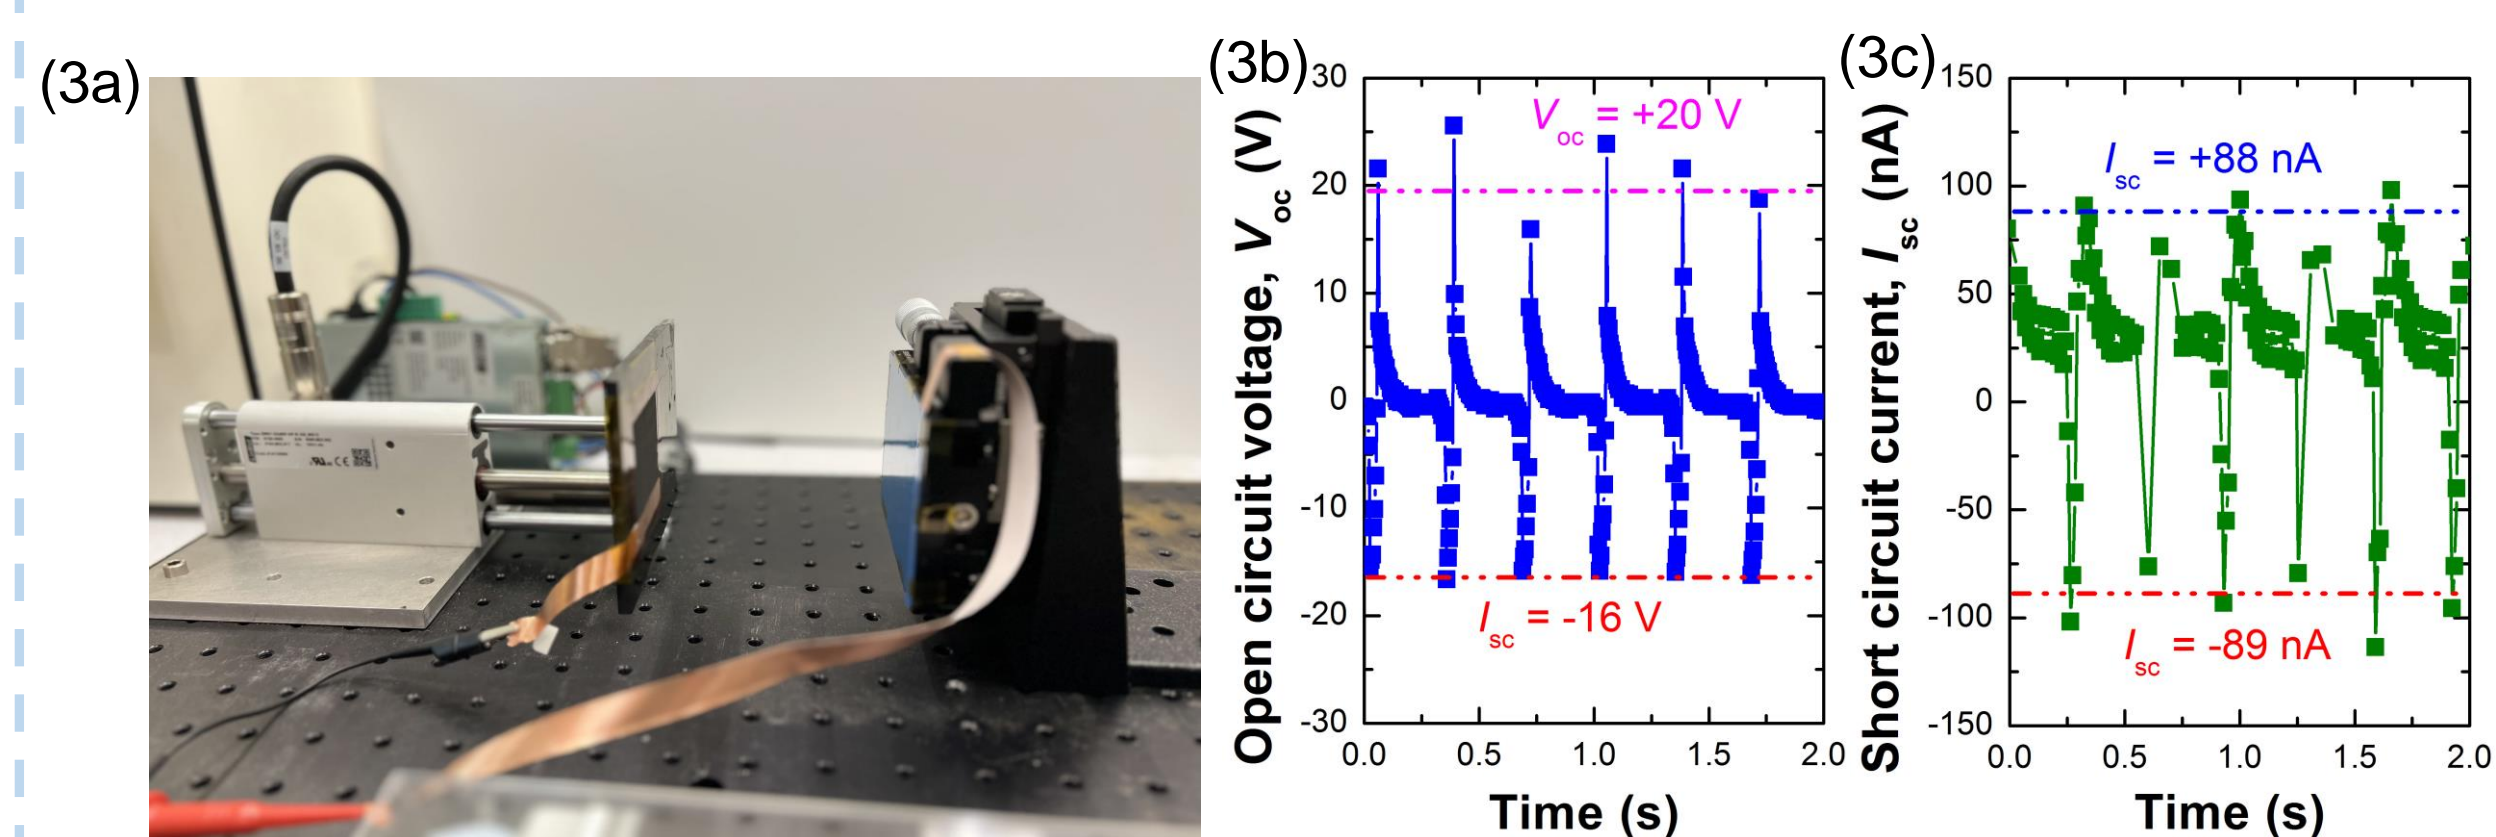 (3a)
(3b)
Open circuit voltage, Voc (V)
30
20
10
0
-10
-20
-30
Voc = +20 V
Isc = -16 V
0.0 0.5 1.0 1.5 2.0
Time (s)
(3c)
Short circuit current, Isc (nA)
150
100
50
0
-50
-100
-150
Isc = +88 nA
Isc = -89 nA
0.0 0.5 1.0 1.5 2.0
Time (s)